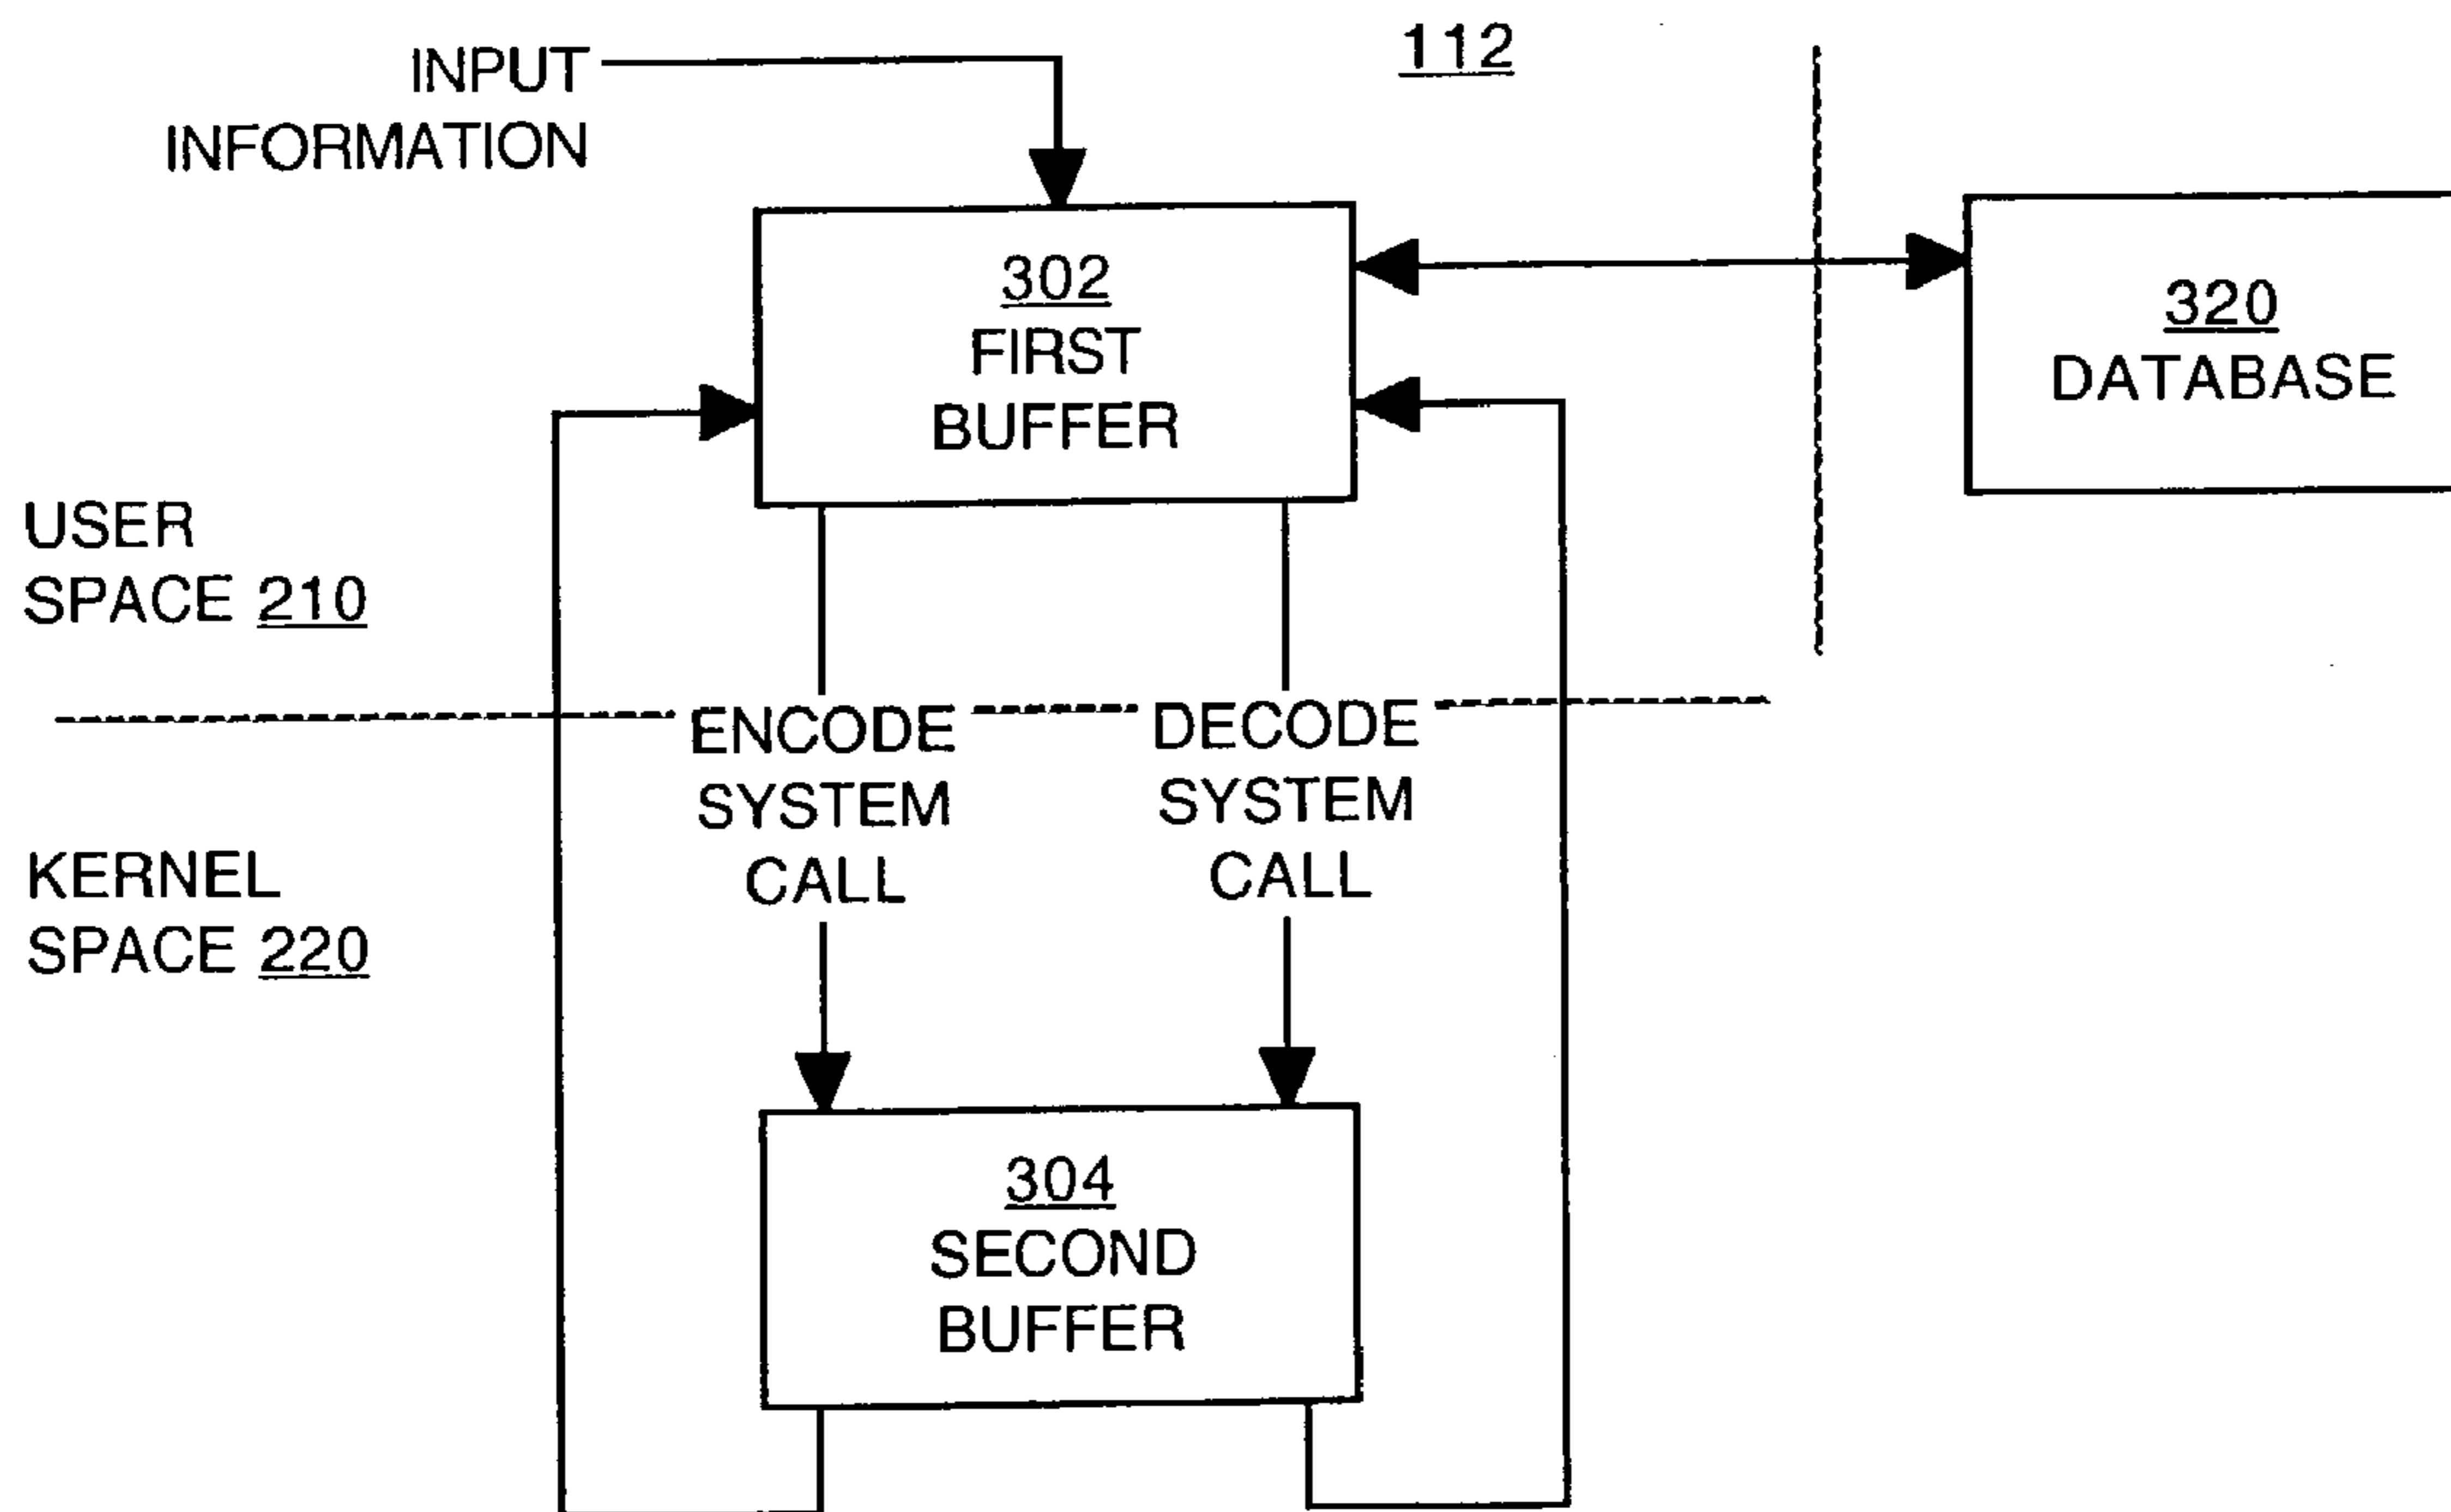 INPUT
INFORMATION
112
302
FIRST
BUFFER
320
DATABASE
USER
SPACE 210
ENCODE
SYSTEM
CALL
DECODE
SYSTEM
CALL
KERNEL
SPACE 220
304
SECOND
BUFFER